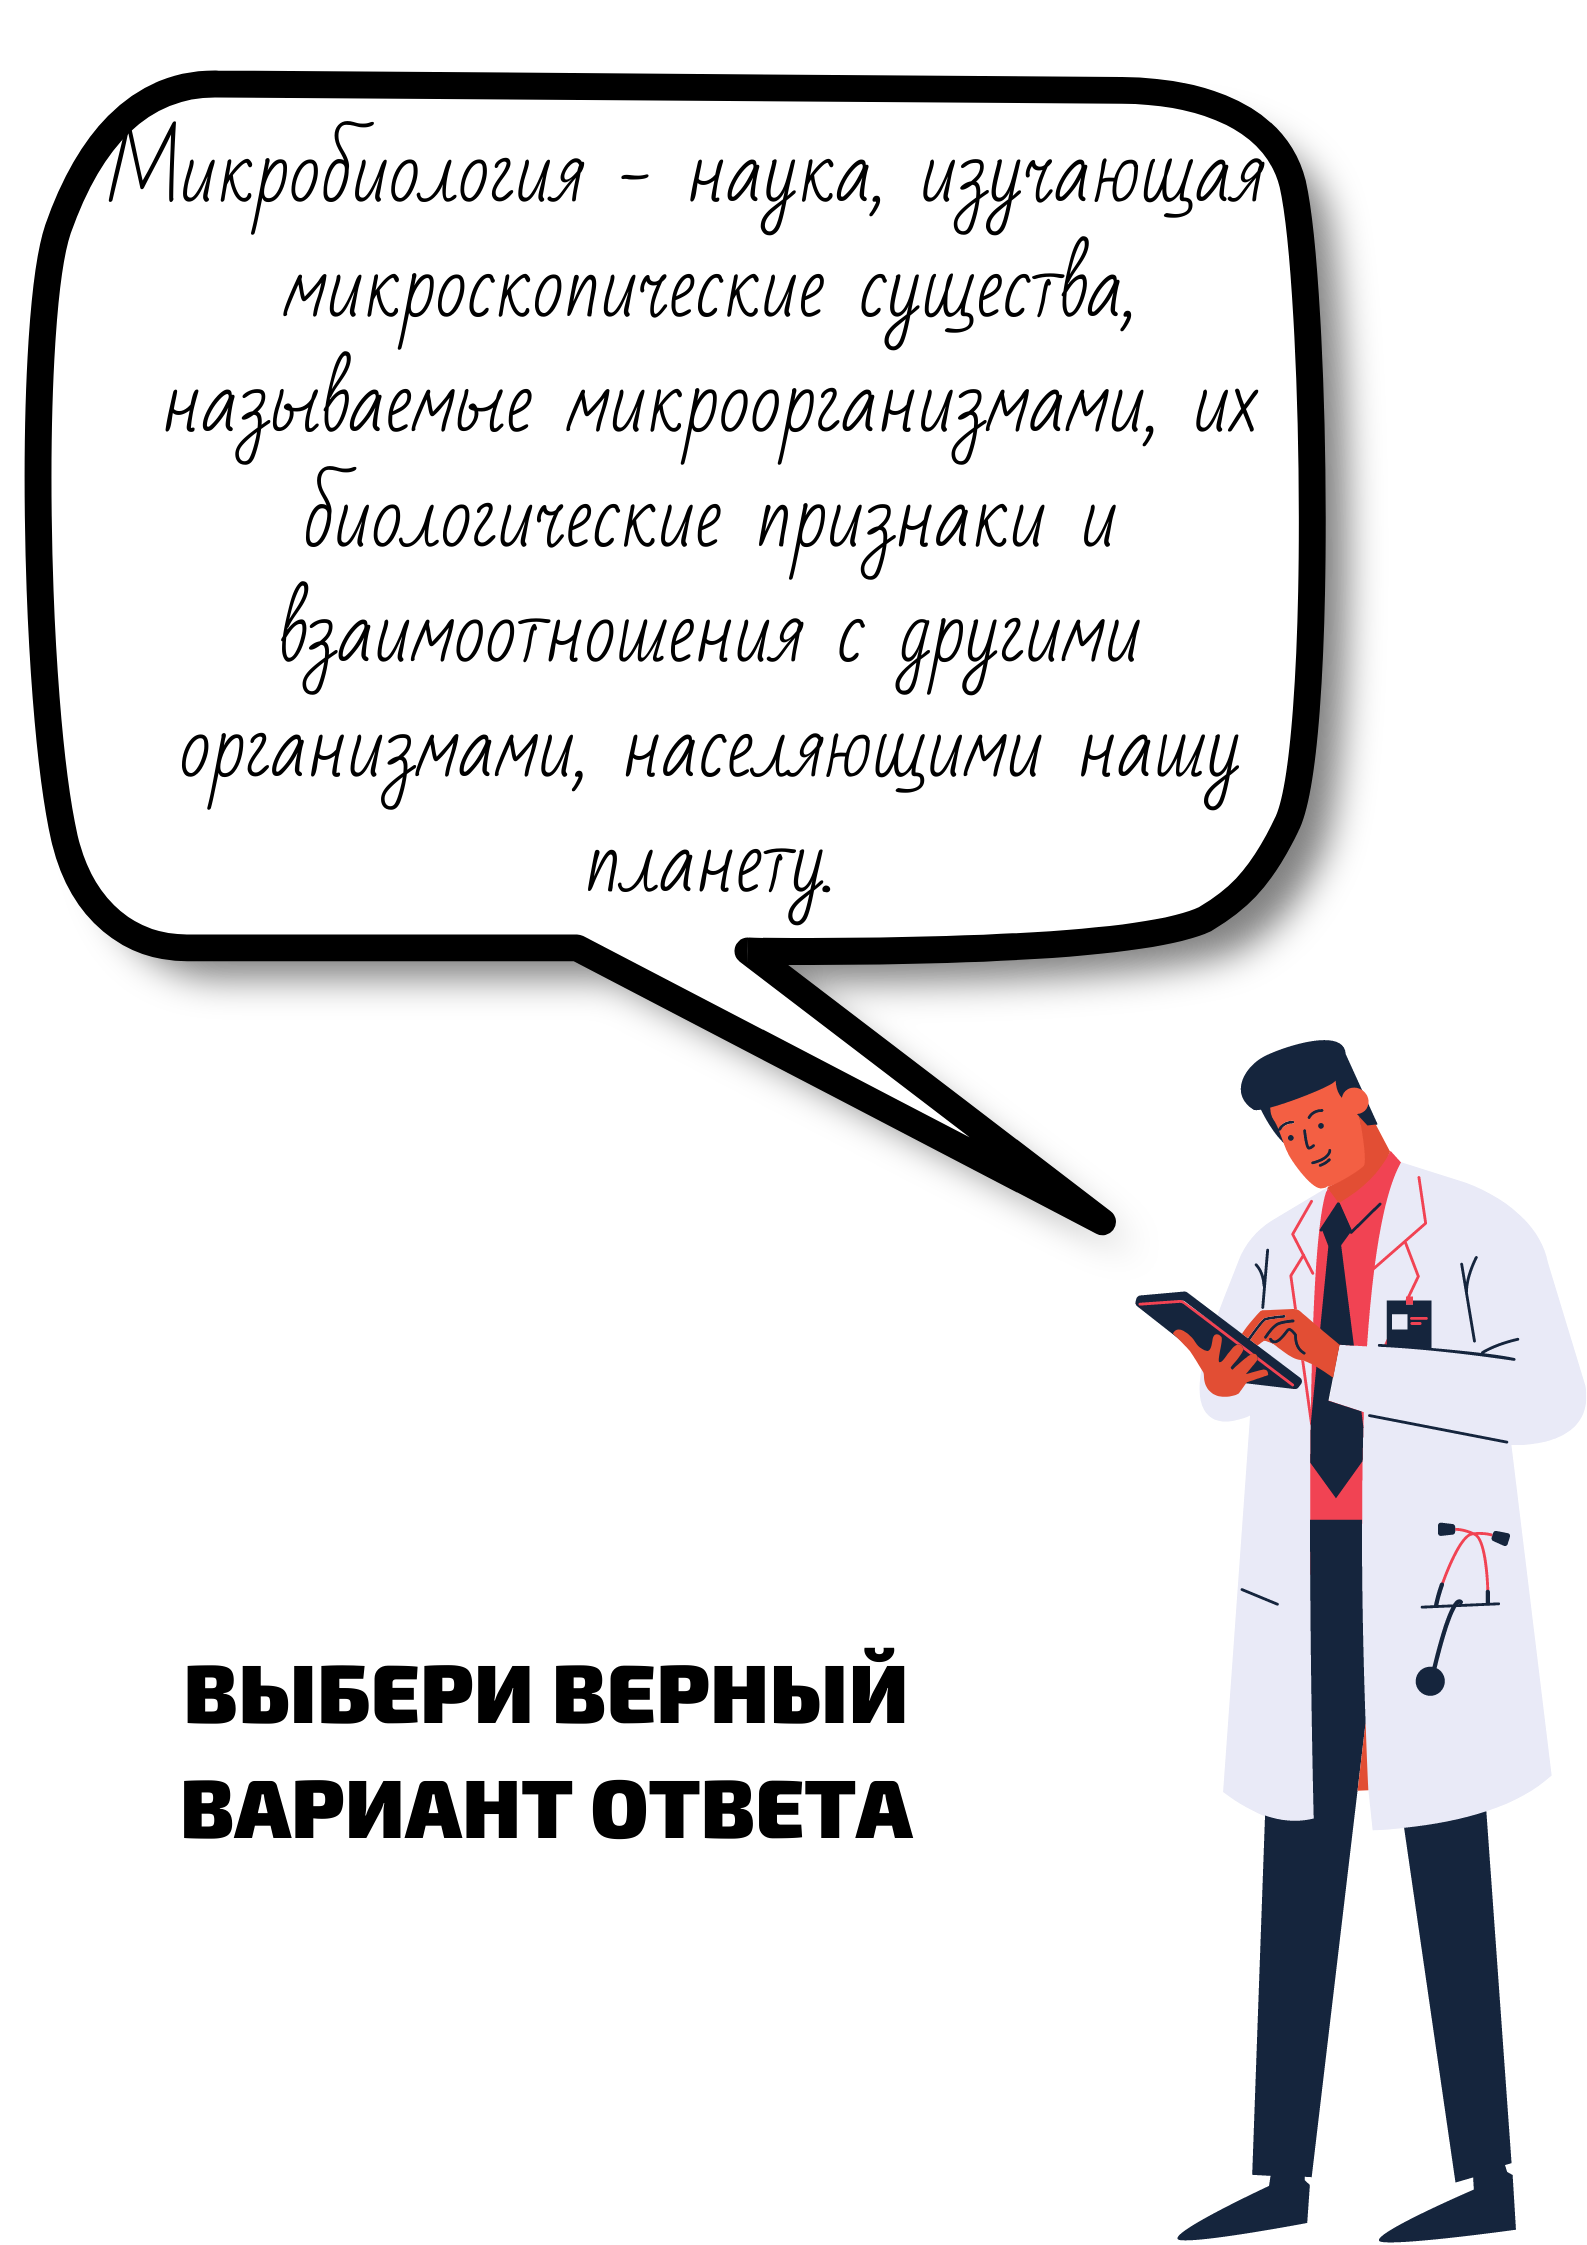 Микробиология - наука, изучающая
микроскопические существа,
называемые микроорганизмами, их
биологические признаки и
взаимоотношения с другими
организмами, населяющими нашу
планету.
ВЫБЕРИ ВЕРНЫЙ
ВАРИАНТ ОТВЕТА